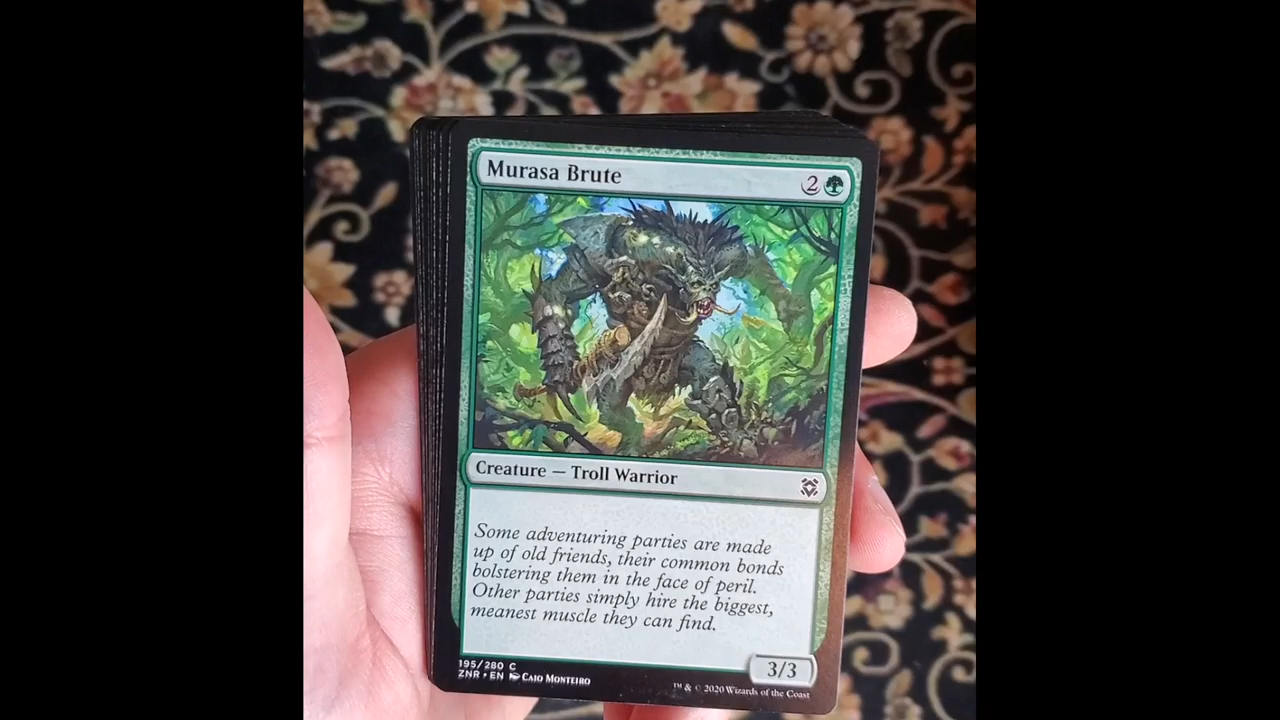 Murasa Brute
2
Creature — Troll Warrior
Some adventuring parties are made
up of old friends, their common bonds
bolstering them in the face of peril.
Other parties simply hire the biggest,
meanest muscle they can find.
3/3
195/280 C
ZNR • EN Caio Monteiro
™ & © 2020 Wizards of the Coast